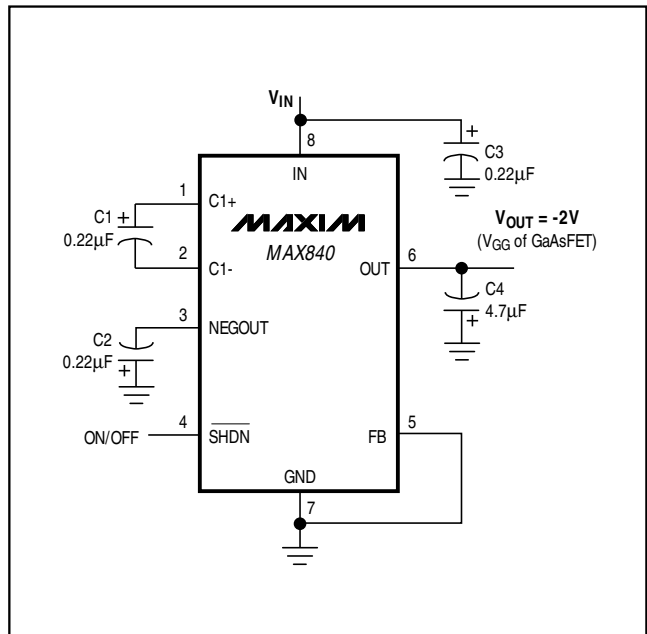 VIN
8
IN
+
C3
0.22µF
1
C1+
C1
+
0.22µF
MAXIM
MAX840
2
C1-
VOUT = -2V
(VGG of GaAsFET)
6
OUT
C4
4.7µF
+
3
NEGOUT
C2
0.22µF
+
4
ON/OFF
SHDN
5
FB
GND
7